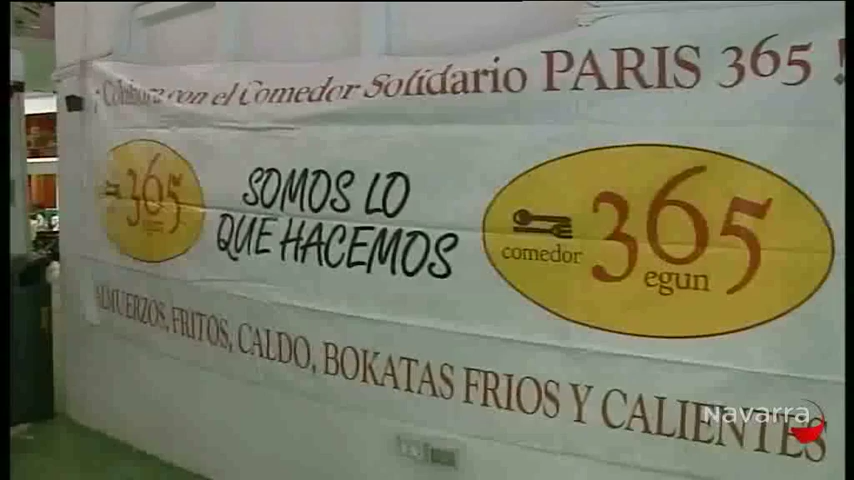 ¡Colabora con el Comedor Solidario PARIS 365 !
365
SOMOS LO
QUE HACEMOS
comedor 365
egun
ALMUERZOS, FRITOS, CALDO, BOKATAS FRIOS Y CALIENTES
Navarra